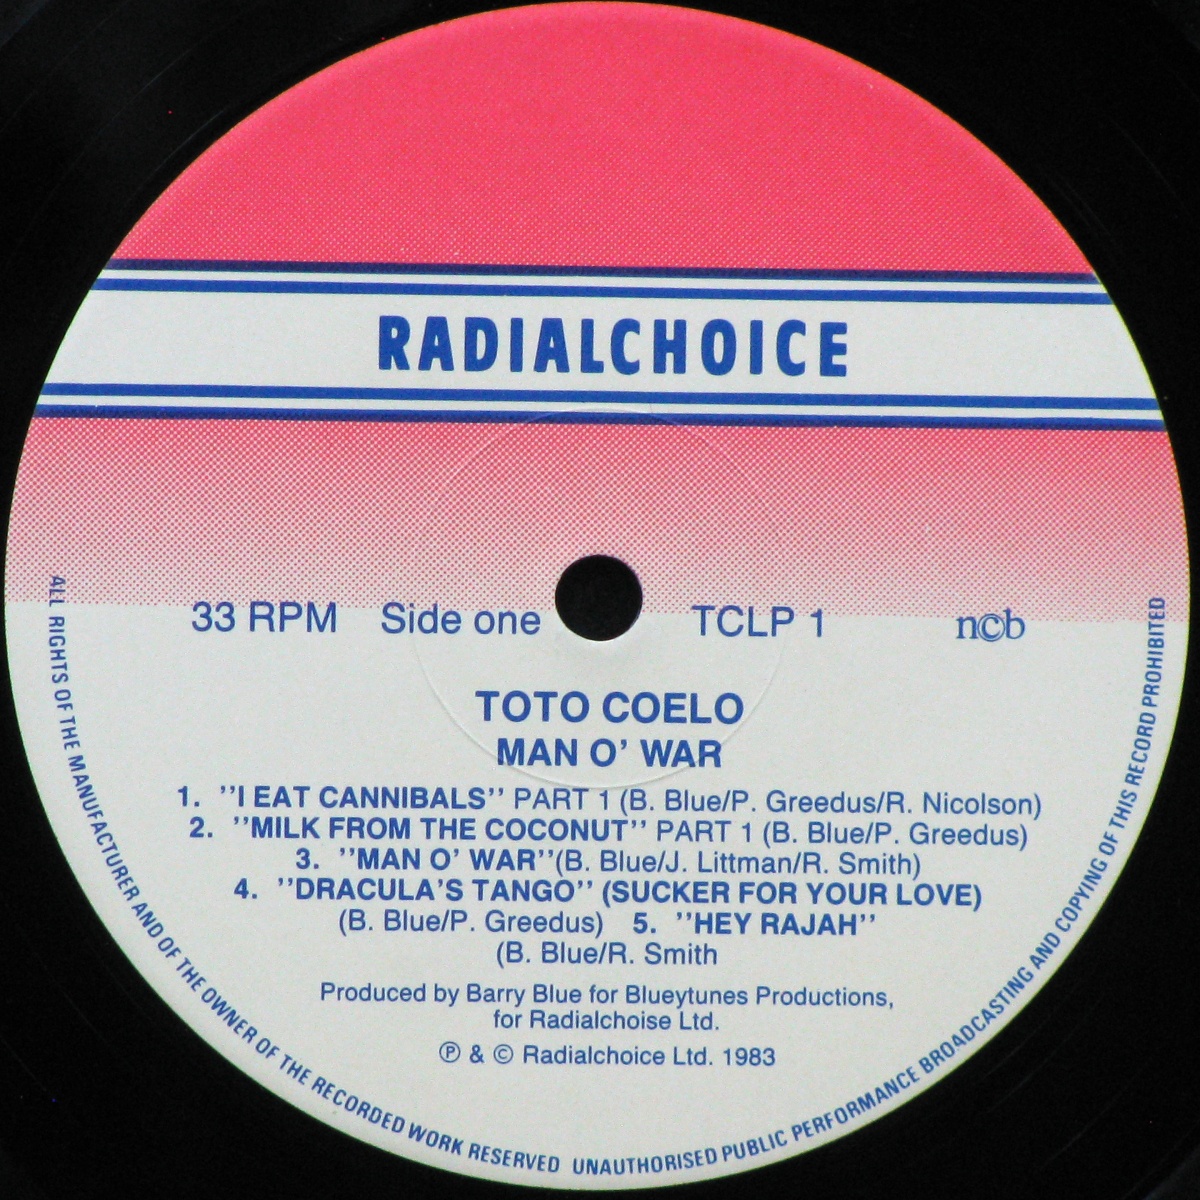 RADIALCHOICE
33 RPM Side one TCLP 1 n©b
TOTO COELO
MAN O' WAR
1. "I EAT CANNIBALS" PART 1 (B. Blue/P. Greedus/R. Nicolson)
2. "MILK FROM THE COCONUT" PART 1 (B. Blue/P. Greedus)
3. "MAN O' WAR"(B. Blue/J. Littman/R. Smith)
4. "DRACULA'S TANGO" (SUCKER FOR YOUR LOVE)
(B. Blue/P. Greedus) 5. "HEY RAJAH"
(B. Blue/R. Smith
Produced by Barry Blue for Blueytunes Productions,
for Radialchoise Ltd.
℗ & © Radialchoice Ltd. 1983
ALL RIGHTS OF THE MANUFACTURER AND OF THE OWNER OF THE RECORDED WORK RESERVED UNAUTHORISED PUBLIC PERFORMANCE BROADCASTING AND COPYING OF THIS RECORD PROHIBITED